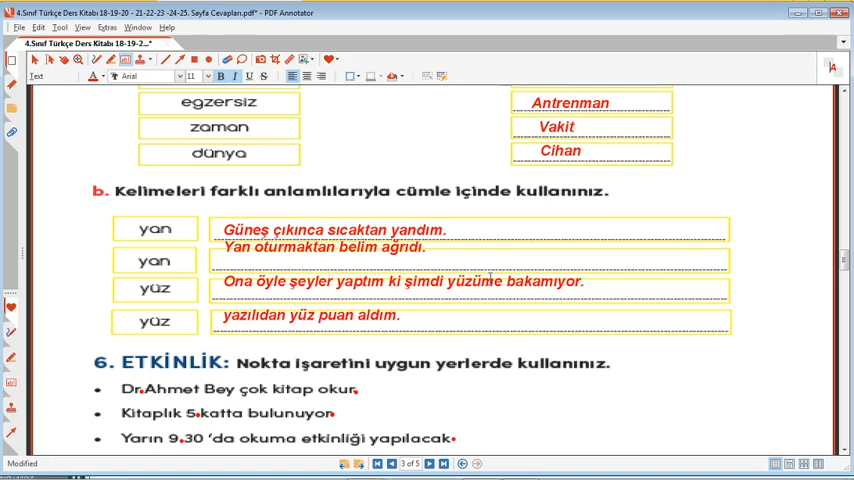 4.Sınıf Türkçe Ders Kitabı 18-19-20 - 21-22-23 -24-25. Sayfa Cevapları.pdf* - PDF Annotator
File Edit Tool View Extras Window Help
4.Sınıf Türkçe Ders Kitabı 18-19-2...*
Text Arial 11 B I U S
egzersiz Antrenman
zaman Vakit
dünya Cihan
b. Kelimeleri farklı anlamlılarıyla cümle içinde kullanınız.
yan Güneş çıkınca sıcaktan yandım.
yan Yan oturmaktan belim ağrıdı.
yüz Ona öyle şeyler yaptım ki şimdi yüzüme bakamıyor.
yüz yazılıdan yüz puan aldım.
6. ETKİNLİK: Nokta işaretini uygun yerlerde kullanınız.
• Dr.Ahmet Bey çok kitap okur.
• Kitaplık 5.katta bulunuyor.
• Yarın 9.30 'da okuma etkinliği yapılacak.
Modified 3 of 5